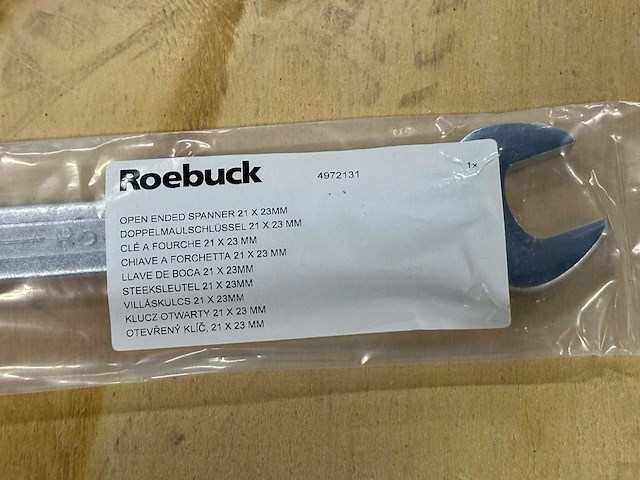 Roebuck 4972131 1x
OPEN ENDED SPANNER 21 X 23MM
DOPPELMAULSCHLÜSSEL 21 X 23 MM
CLÉ A FOURCHE 21 X 23 MM
CHIAVE A FORCHETTA 21 X 23 MM
LLAVE DE BOCA 21 X 23MM
STEEKSLEUTEL 21 X 23MM
VILLÁSKULCS 21 X 23MM
KLUCZ OTWARTY 21 X 23 MM
OTEVŘENÝ KLÍČ, 21 X 23 MM